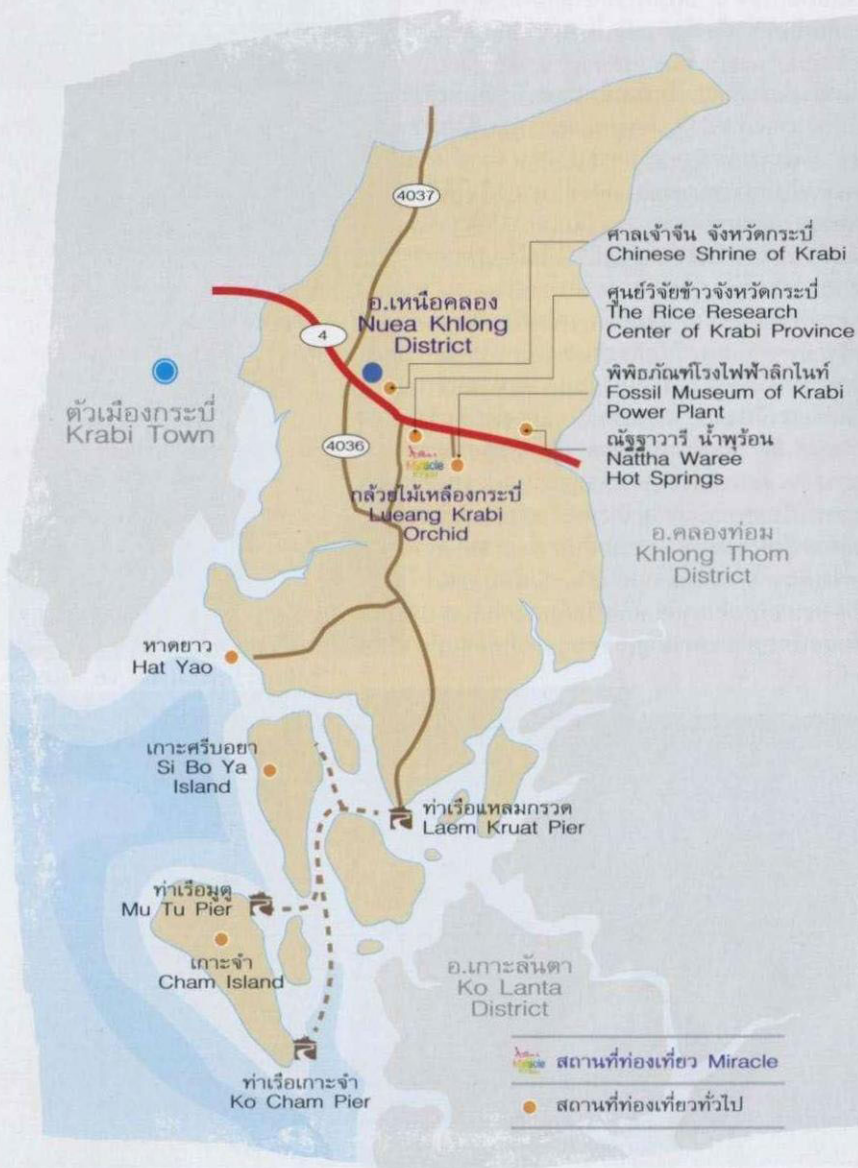 4037
ศาลเจ้าจีน จังหวัดกระบี่
Chinese Shrine of Krabi
ศูนย์วิจัยข้าวจังหวัดกระบี่
The Rice Research
Center of Krabi Province
อ.เหนือคลอง
Nuea Khlong
District
4
พิพิธภัณฑ์โรงไฟฟ้าลิกไนท์
Fossil Museum of Krabi
Power Plant
ตัวเมืองกระบี่
Krabi Town
4036
ณัฐฐาวารี น้ำพุร้อน
Nattha Waree
Hot Springs
Miracle
กล้วยไม้เหลืองกระบี่
Lueang Krabi
Orchid
อ.คลองท่อม
Khlong Thom
District
หาดยาว
Hat Yao
เกาะศรีบอยา
Si Bo Ya
Island
ท่าเรือแหลมกรวด
Laem Kruat Pier
ท่าเรือมูตู
Mu Tu Pier
เกาะจำ
Cham Island
อ.เกาะลันตา
Ko Lanta
District
ท่าเรือเกาะจำ
Ko Cham Pier
Miracle สถานที่ท่องเที่ยว Miracle
สถานที่ท่องเที่ยวทั่วไป